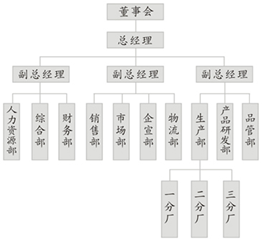 董事会
总经理
副总经理 副总经理 副总经理
人力资源部 综合部 财务部 销售部 市场部 企宣部 物流部 生产部 产品研发部 品管部
一分厂 二分厂 三分厂